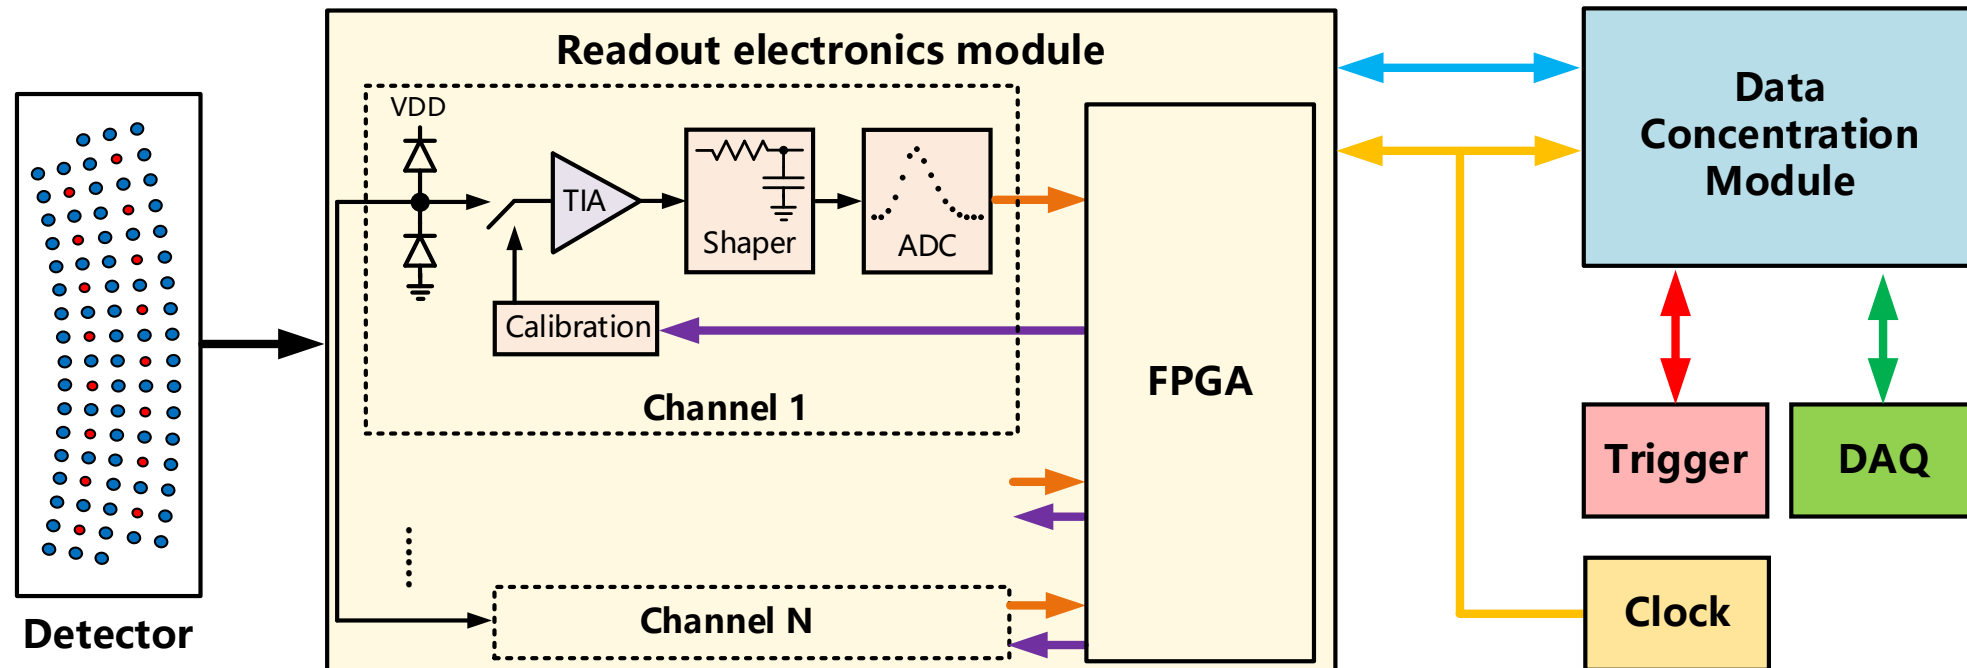 Readout electronics module
VDD
TIA
Shaper
ADC
Calibration
Channel 1
FPGA
Channel N
Detector
Data
Concentration
Module
Trigger
DAQ
Clock